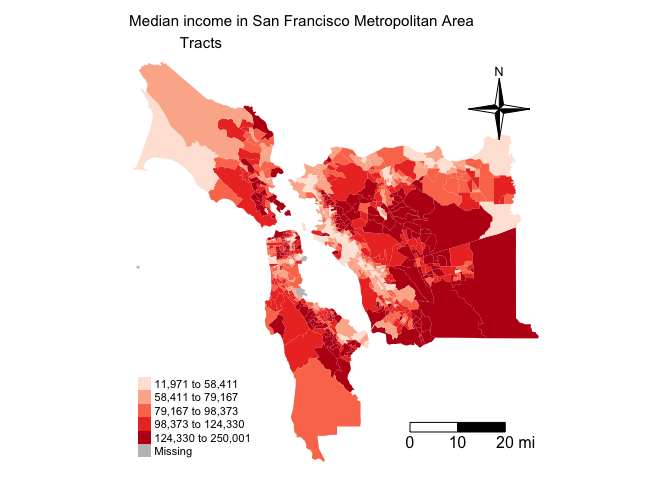 Median income in San Francisco Metropolitan Area
Tracts
N
11,971 to 58,411
58,411 to 79,167
79,167 to 98,373
98,373 to 124,330
124,330 to 250,001
Missing
0 10 20 mi